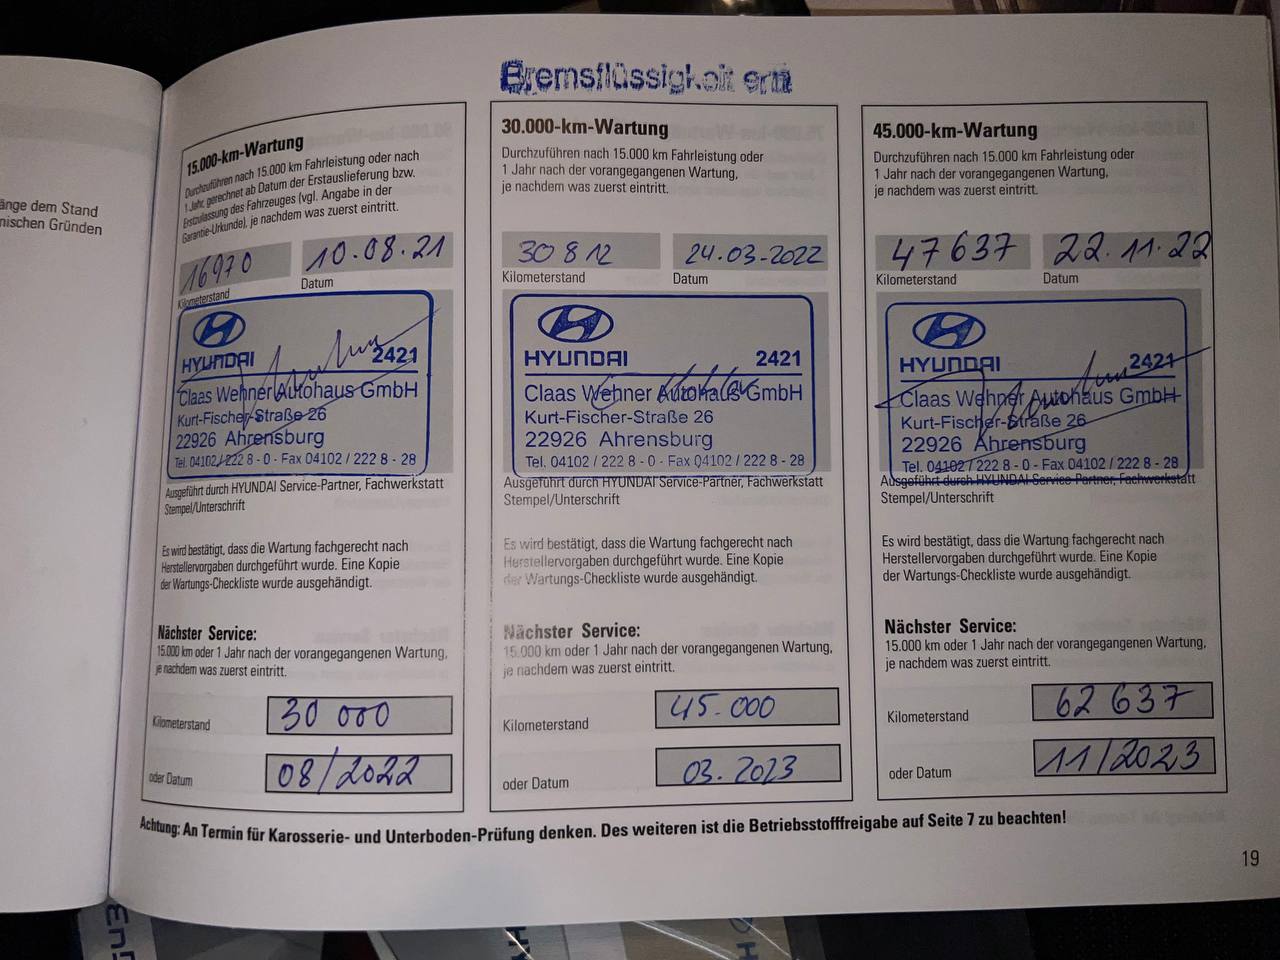 änge dem Stand
nischen Gründen
Bremsflüssigkeit ern
15.000-km-Wartung
Durchzuführen nach 15.000 km Fahrleistung oder nach
1 Jahr, gerechnet ab Datum der Erstauslieferung bzw.
Erstzulassung des Fahrzeuges (vgl. Angabe in der
Garantie-Urkunde), je nachdem was zuerst eintritt.
16970 10.08.21
Kilometerstand Datum
HYUNDAI 2421
Claas Wehner Autohaus GmbH
Kurt-Fischer-Straße 26
22926 Ahrensburg
Tel. 04102 / 222 8 - 0 - Fax 04102 / 222 8 - 28
Ausgeführt durch HYUNDAI Service-Partner, Fachwerkstatt
Stempel/Unterschrift
Es wird bestätigt, dass die Wartung fachgerecht nach
Herstellervorgaben durchgeführt wurde. Eine Kopie
der Wartungs-Checkliste wurde ausgehändigt.
Nächster Service:
15.000 km oder 1 Jahr nach der vorangegangenen Wartung,
je nachdem was zuerst eintritt.
Kilometerstand 30 000
oder Datum 08/2022
30.000-km-Wartung
Durchzuführen nach 15.000 km Fahrleistung oder
1 Jahr nach der vorangegangenen Wartung,
je nachdem was zuerst eintritt.
30 812 24.03-2022
Kilometerstand Datum
HYUNDAI 2421
Claas Wehner Autohaus GmbH
Kurt-Fischer-Straße 26
22926 Ahrensburg
Tel. 04102 / 222 8 - 0 - Fax 04102 / 222 8 - 28
Ausgeführt durch HYUNDAI Service-Partner, Fachwerkstatt
Stempel/Unterschrift
Es wird bestätigt, dass die Wartung fachgerecht nach
Herstellervorgaben durchgeführt wurde. Eine Kopie
der Wartungs-Checkliste wurde ausgehändigt.
Nächster Service:
15.000 km oder 1 Jahr nach der vorangegangenen Wartung,
je nachdem was zuerst eintritt.
Kilometerstand 45.000
oder Datum 03.2023
45.000-km-Wartung
Durchzuführen nach 15.000 km Fahrleistung oder
1 Jahr nach der vorangegangenen Wartung,
je nachdem was zuerst eintritt.
47637 22.11.22
Kilometerstand Datum
HYUNDAI 2421
Claas Wehner Autohaus GmbH
Kurt-Fischer-Straße 26
22926 Ahrensburg
Tel. 04102 / 222 8 - 0 - Fax 04102 / 222 8 - 28
Ausgeführt durch HYUNDAI Service-Partner, Fachwerkstatt
Stempel/Unterschrift
Es wird bestätigt, dass die Wartung fachgerecht nach
Herstellervorgaben durchgeführt wurde. Eine Kopie
der Wartungs-Checkliste wurde ausgehändigt.
Nächster Service:
15.000 km oder 1 Jahr nach der vorangegangenen Wartung,
je nachdem was zuerst eintritt.
Kilometerstand 62 637
oder Datum 11/2023
Achtung: An Termin für Karosserie- und Unterboden-Prüfung denken. Des weiteren ist die Betriebsstofffreigabe auf Seite 7 zu beachten!
19